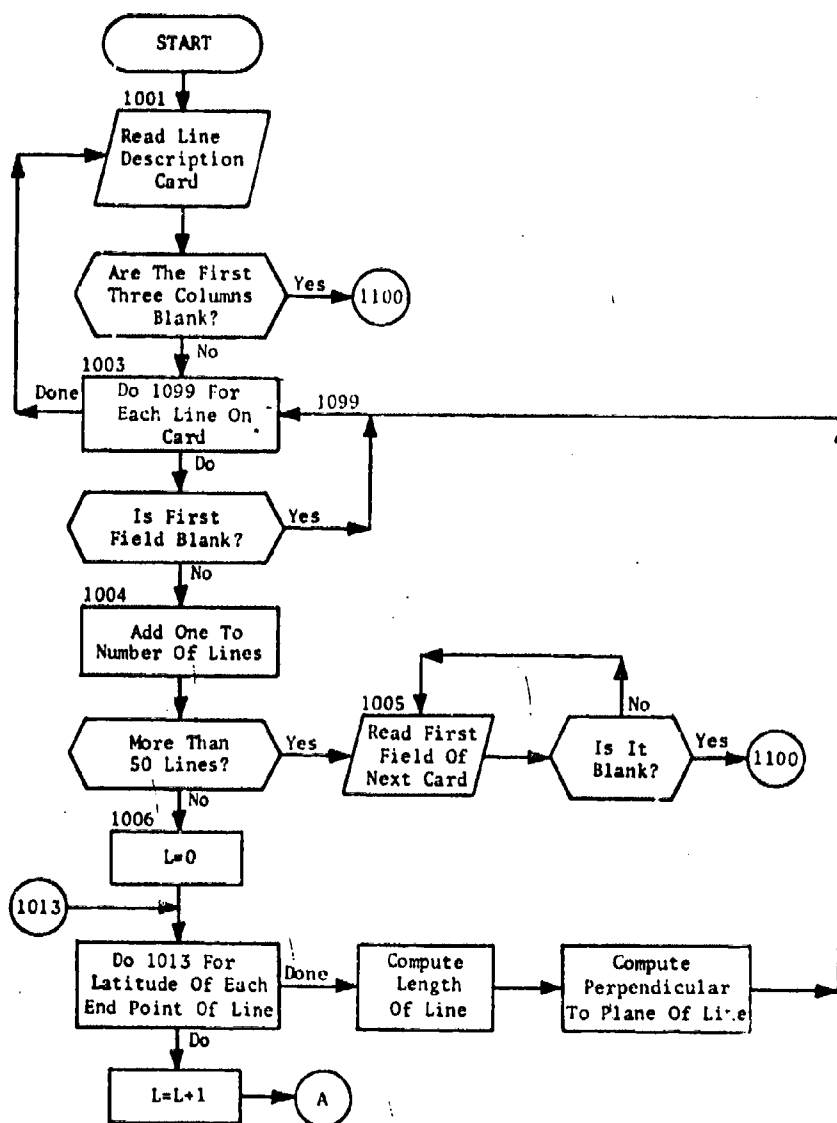 START
1001
Read Line
Description
Card
Are The First
Three Columns
Blank?
Yes
1100
No
1003
Done
Do 1099 For
Each Line On
Card
1099
Do
Is First
Field Blank?
Yes
No
1004
Add One To
Number Of Lines
More Than
50 Lines?
Yes
1005
Read First
Field Of
Next Card
No
Is It
Blank?
Yes
1100
No
1006
L=0
1013
Do 1013 For
Latitude Of Each
End Point Of Line
Done
Compute
Length
Of Line
Compute
Perpendicular
To Plane Of Line
Do
L=L+1
A